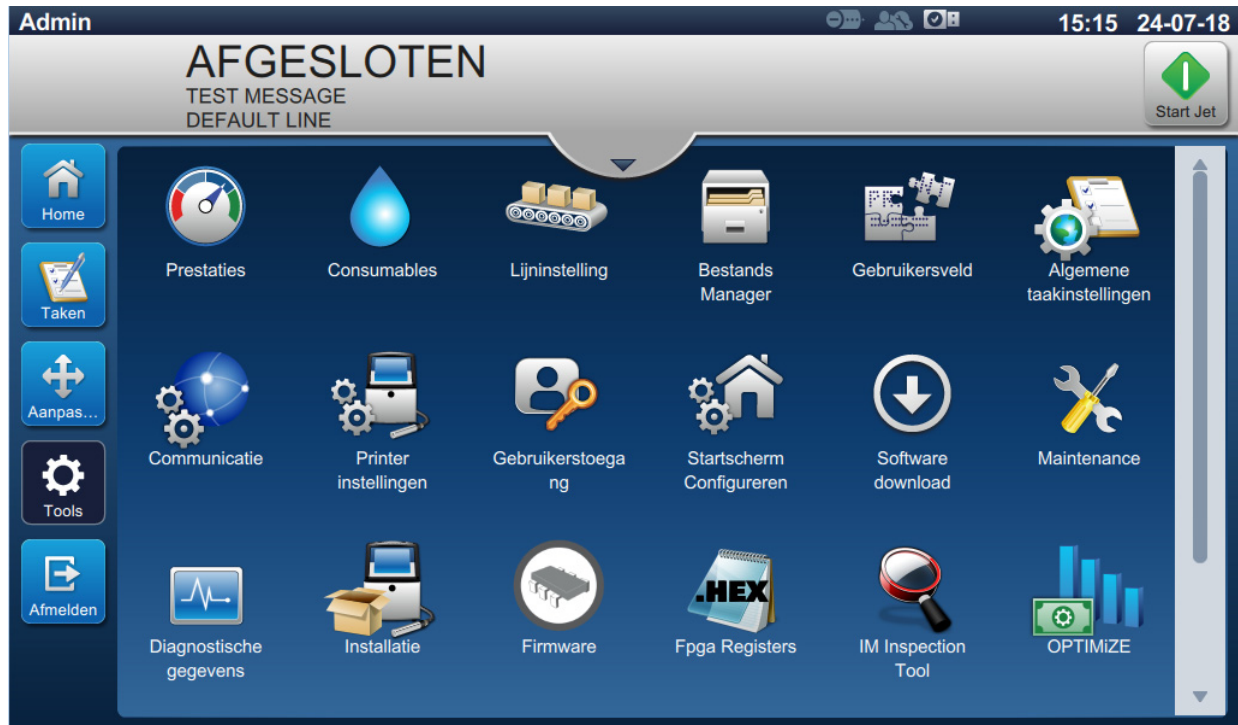 Admin
15:15 24-07-18
AFGESLOTEN
TEST MESSAGE
DEFAULT LINE
Start Jet
Home
Taken
Aanpas...
Tools
Afmelden
Prestaties
Consumables
Lijninstelling
Bestands
Manager
Gebruikersveld
Algemene
taakinstellingen
Communicatie
Printer
instellingen
Gebruikerstoega
ng
Startscherm
Configureren
Software
download
Maintenance
Diagnostische
gegevens
Installatie
Firmware
.HEX
Fpga Registers
IM Inspection
Tool
OPTIMiZE